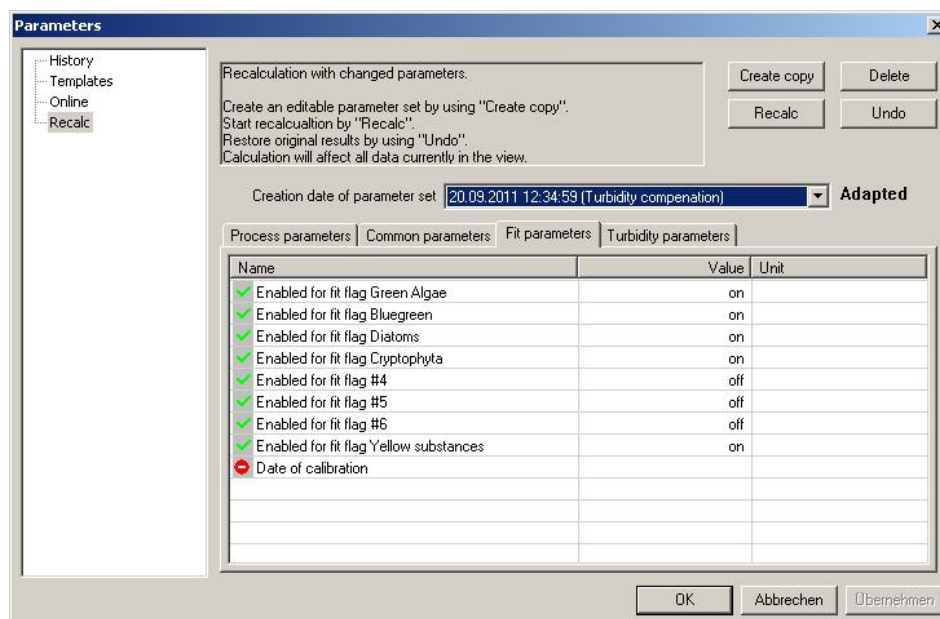 Parameters
History
Templates
Online
Recalc
Recalculation with changed parameters.
Create an editable parameter set by using "Create copy".
Start recalcualtion by "Recalc".
Restore original results by using "Undo".
Calculation will affect all data currently in the view.
Create copy
Delete
Recalc
Undo
Creation date of parameter set 20.09.2011 12:34:59 (Turbidity compenation) Adapted
Process parameters Common parameters Fit parameters Turbidity parameters
Name Value Unit
Enabled for fit flag Green Algae on
Enabled for fit flag Bluegreen on
Enabled for fit flag Diatoms on
Enabled for fit flag Cryptophyta on
Enabled for fit flag #4 off
Enabled for fit flag #5 off
Enabled for fit flag #6 off
Enabled for fit flag Yellow substances on
Date of calibration
OK Abbrechen Übernehmen